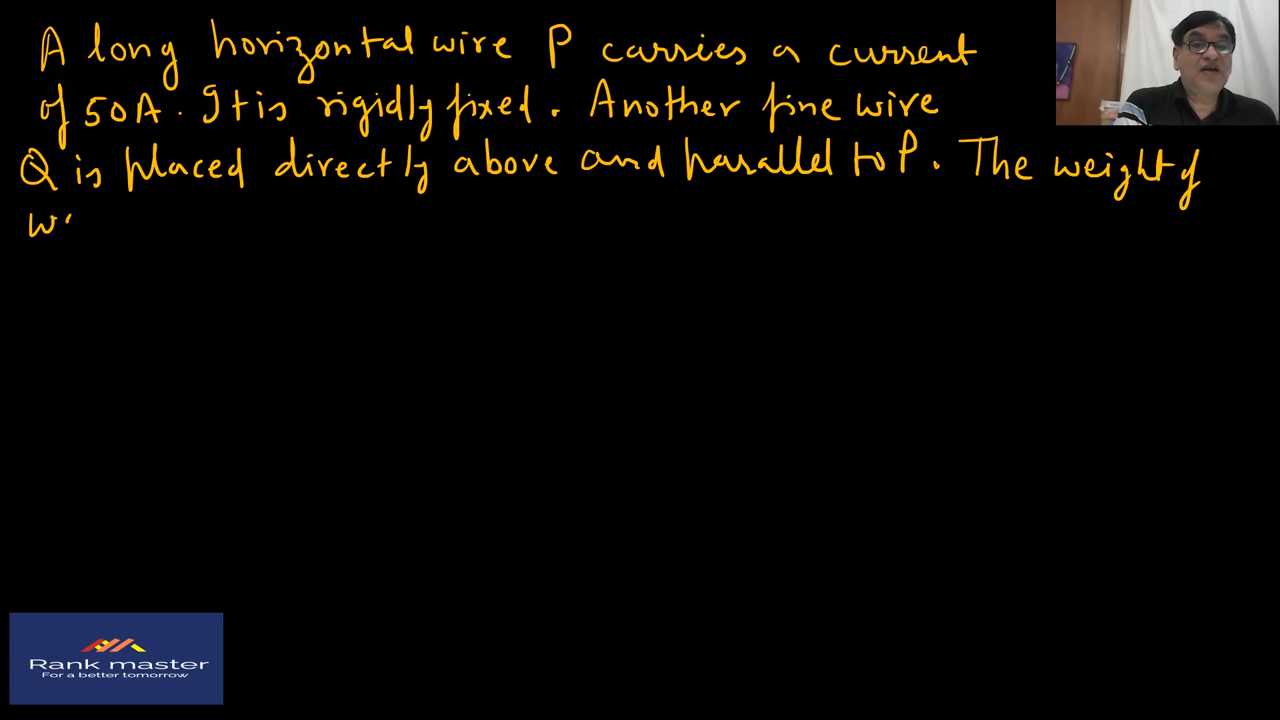 A long horizontal wire P carries a current
of 50A. It is rigidly fixed. Another fine wire
Q is placed directly above and parallel to P. The weight of
Rank master
For a better tomorrow